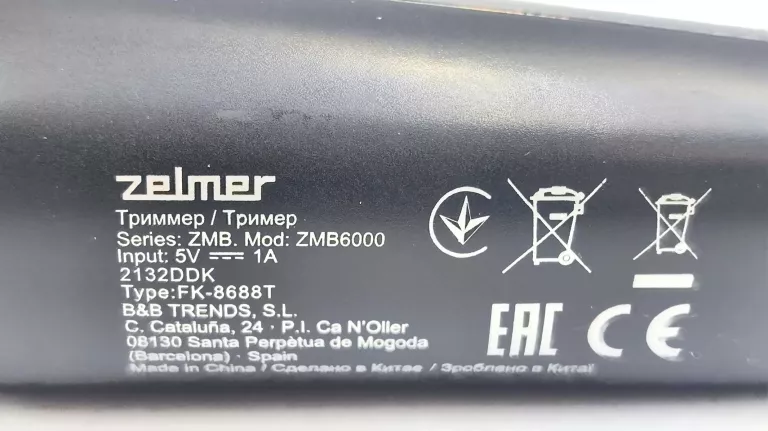 zelmer
Триммер / Тример
Series: ZMB. Mod: ZMB6000
Input: 5V ⎓ 1A
2132DDK
Type:FK-8688T
B&B TRENDS, S.L.
C. Cataluña, 24 · P.I. Ca N'Oller
08130 Santa Perpètua de Mogoda
(Barcelona) · Spain
Made in China / Сделано в Китае / Зроблено в Китаї
EAC CE